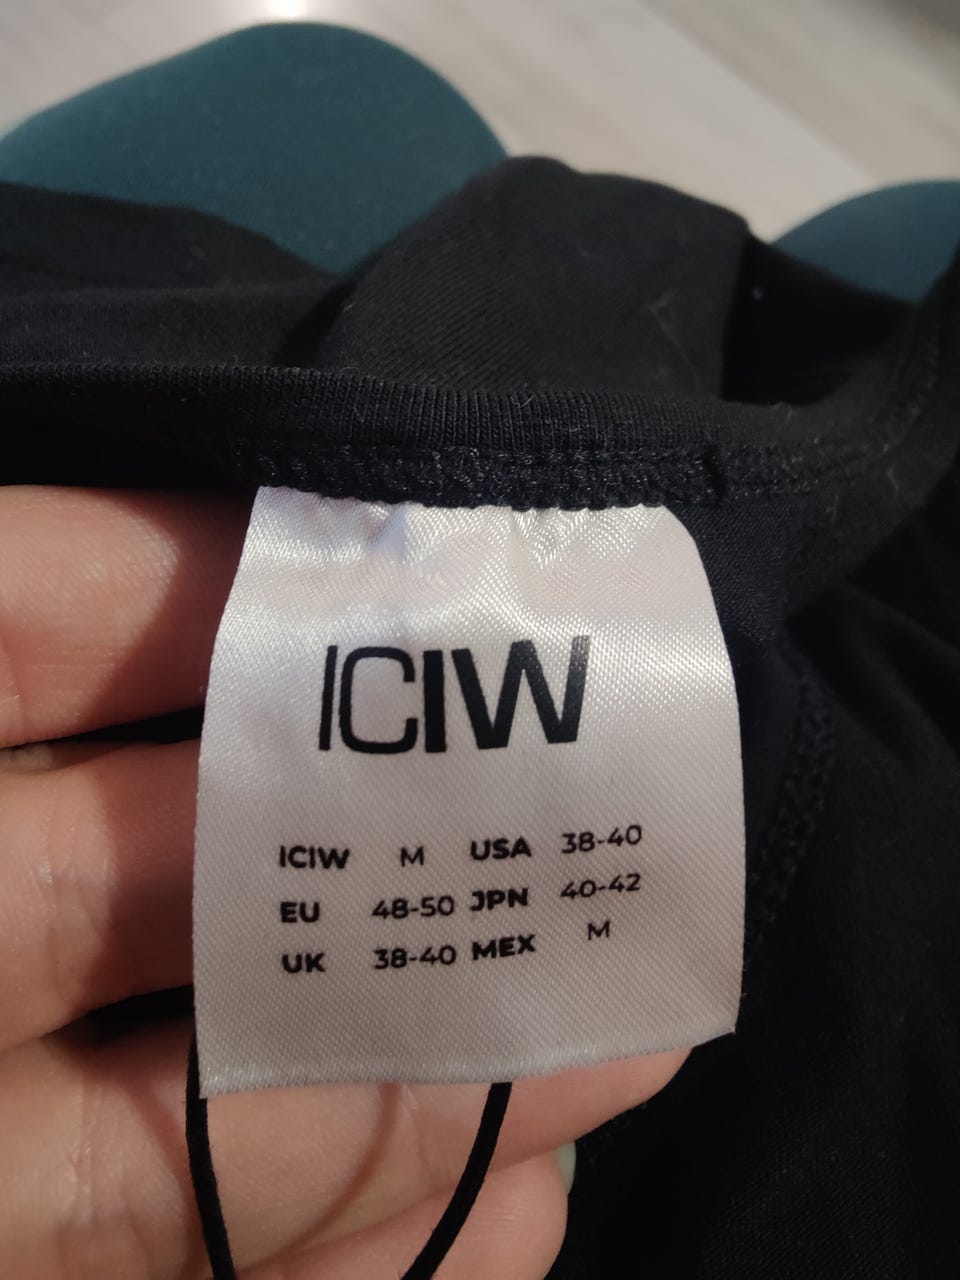 ICIW
ICIW M USA 38-40
EU 48-50 JPN 40-42
UK 38-40 MEX M